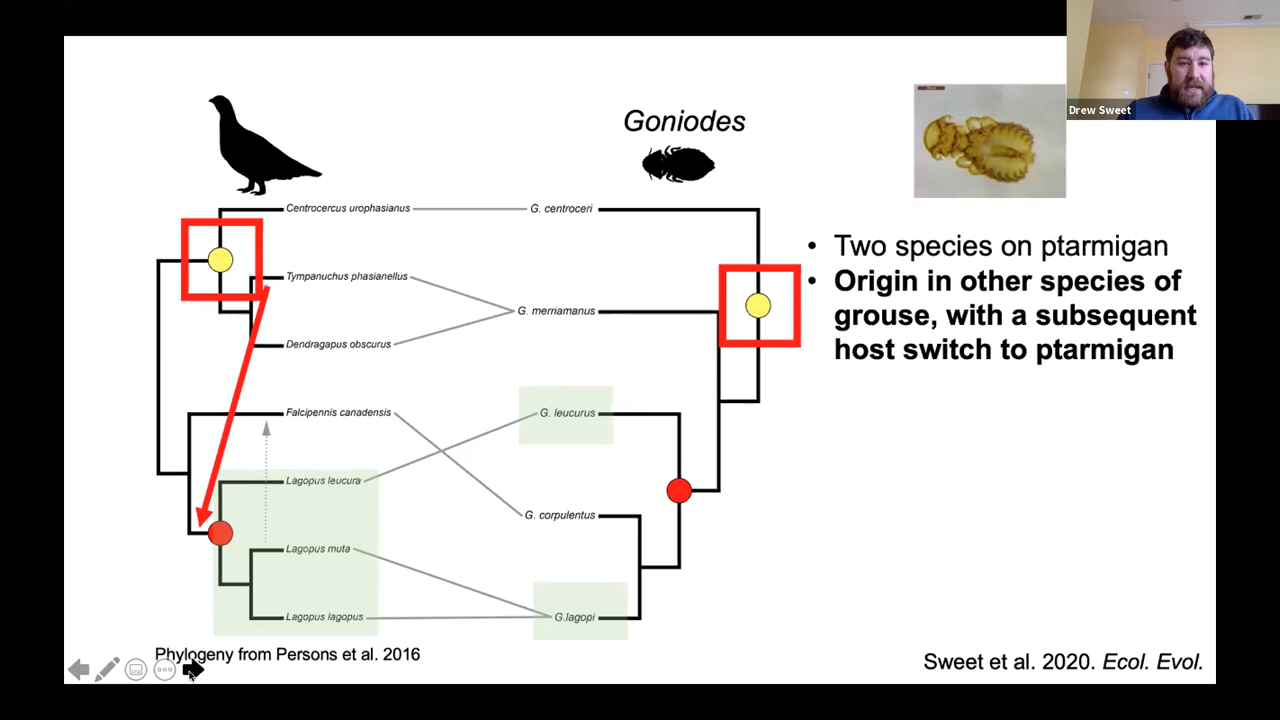 Drew Sweet
Goniodes
Centrocercus urophasianus
G. centroceri
Tympanuchus phasianellus
G. merriamanus
Dendragapus obscurus
Falcipennis canadensis
G. leucurus
Lagopus leucura
G. corpulentus
Lagopus muta
Lagopus lagopus
G.lagopi
• Two species on ptarmigan
• Origin in other species of
grouse, with a subsequent
host switch to ptarmigan
Phylogeny from Persons et al. 2016
Sweet et al. 2020. Ecol. Evol.